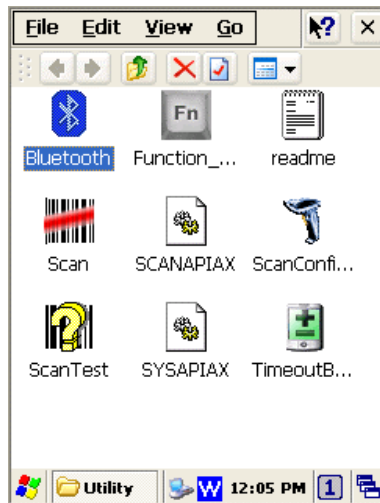 File Edit View Go
Fn
Bluetooth Function_... readme
Scan SCANAPIAX ScanConfi...
ScanTest SYSAPIAX TimeoutB...
Utility W 12:05 PM 1